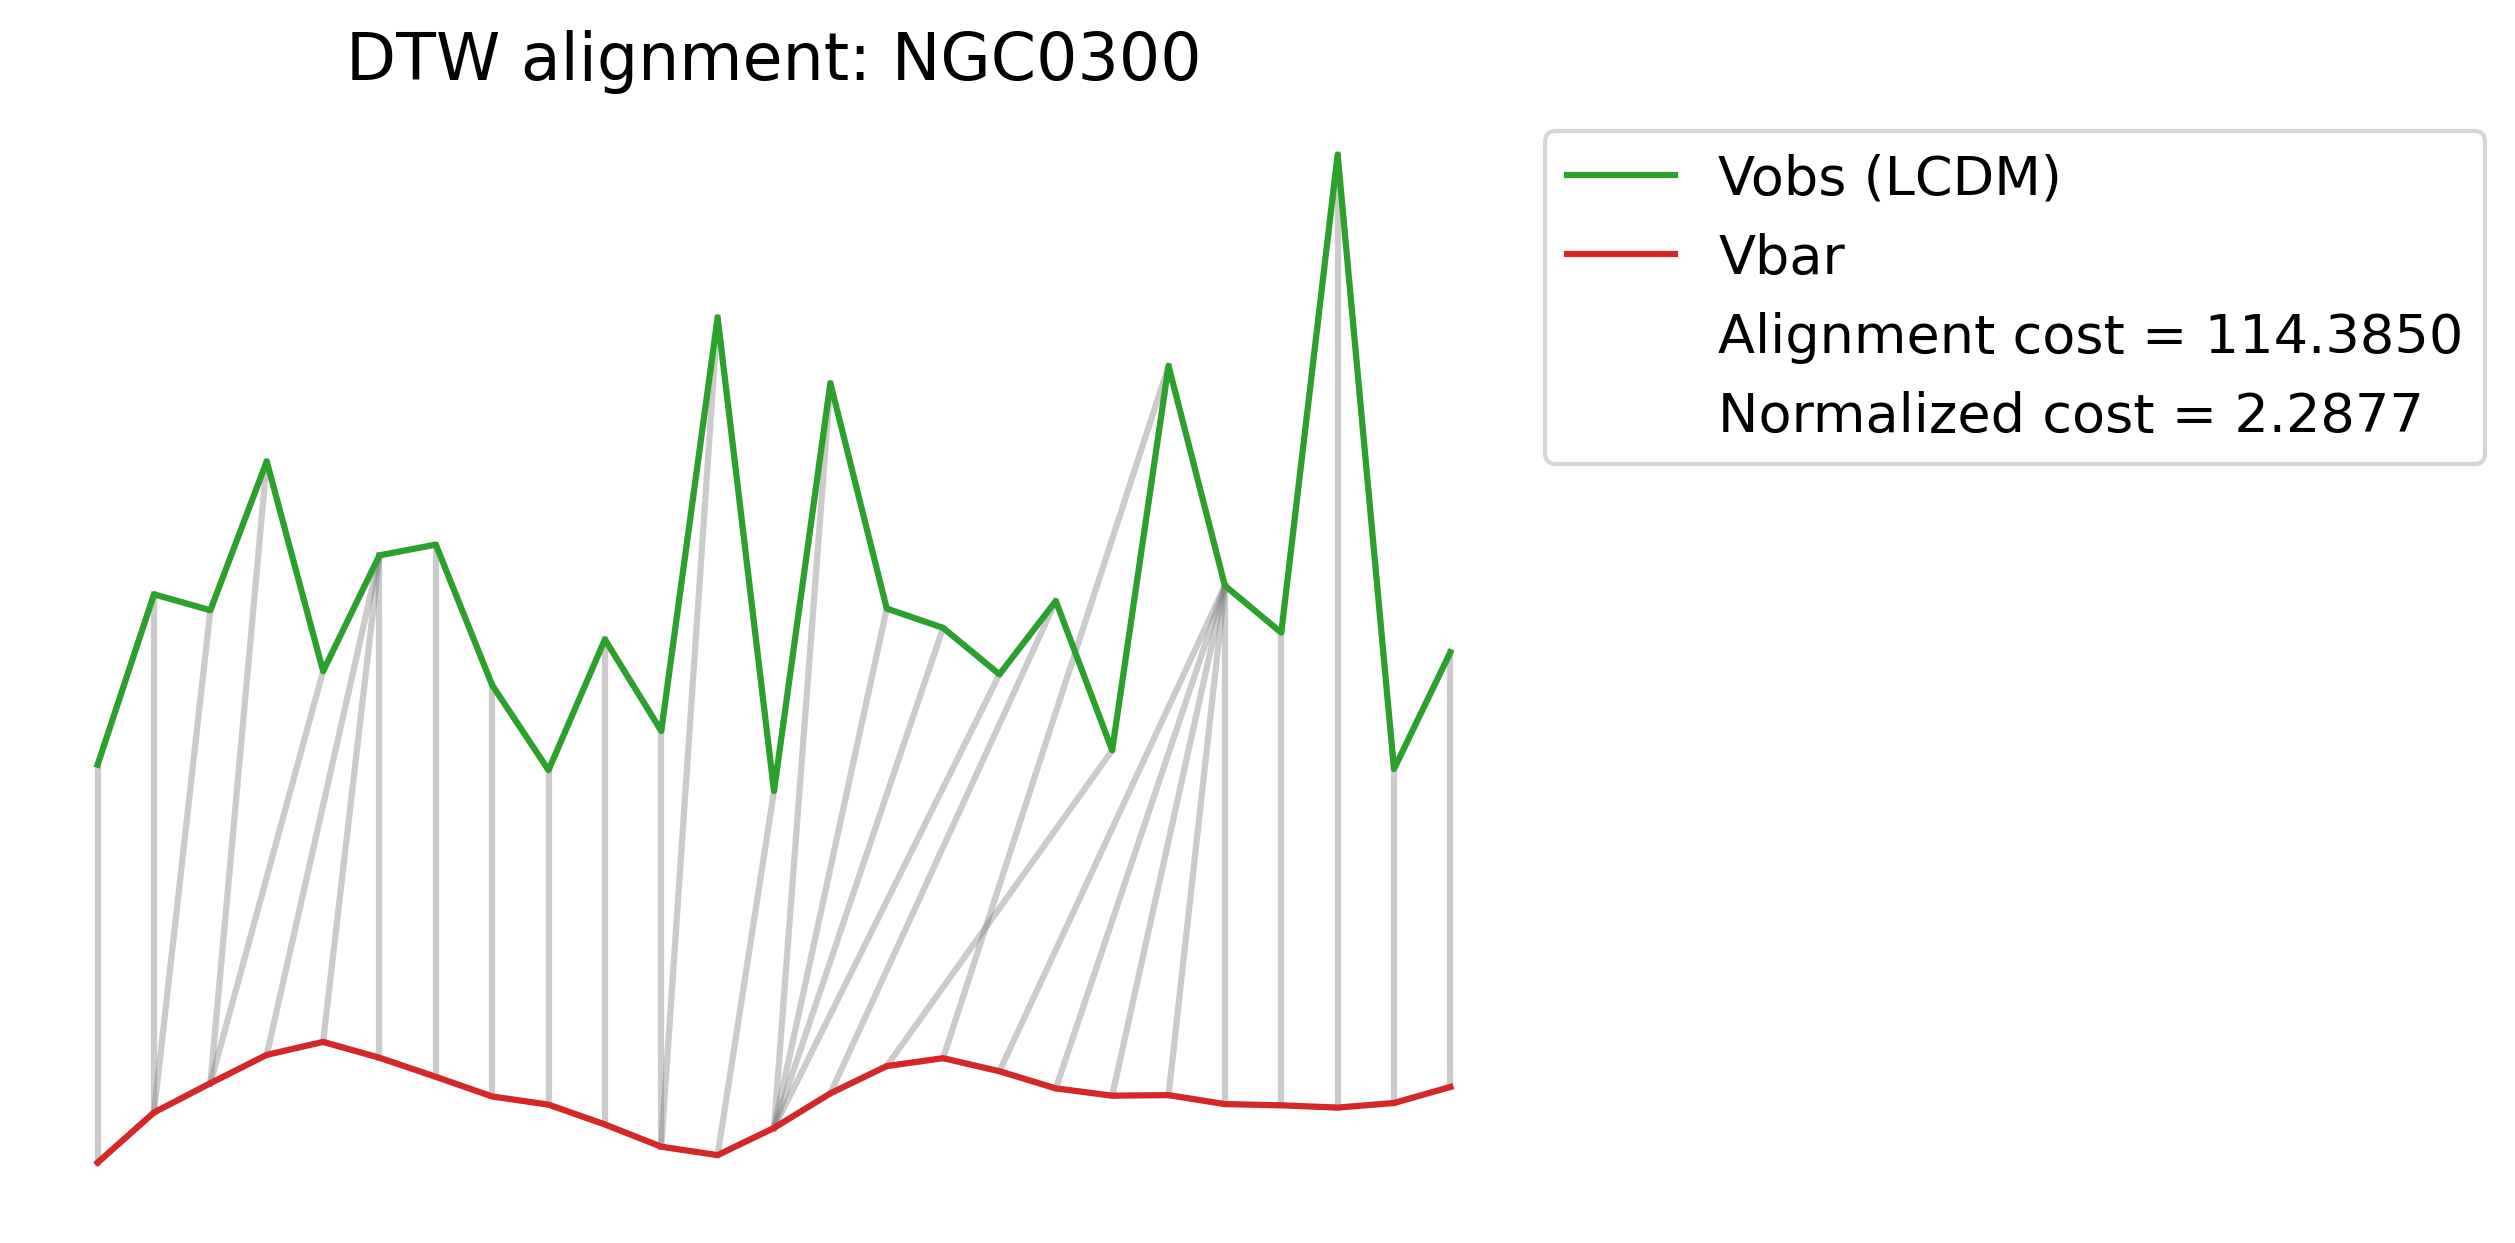 DTW alignment: NGC0300
Vobs (LCDM)
Vbar
Alignment cost = 114.3850
Normalized cost = 2.2877